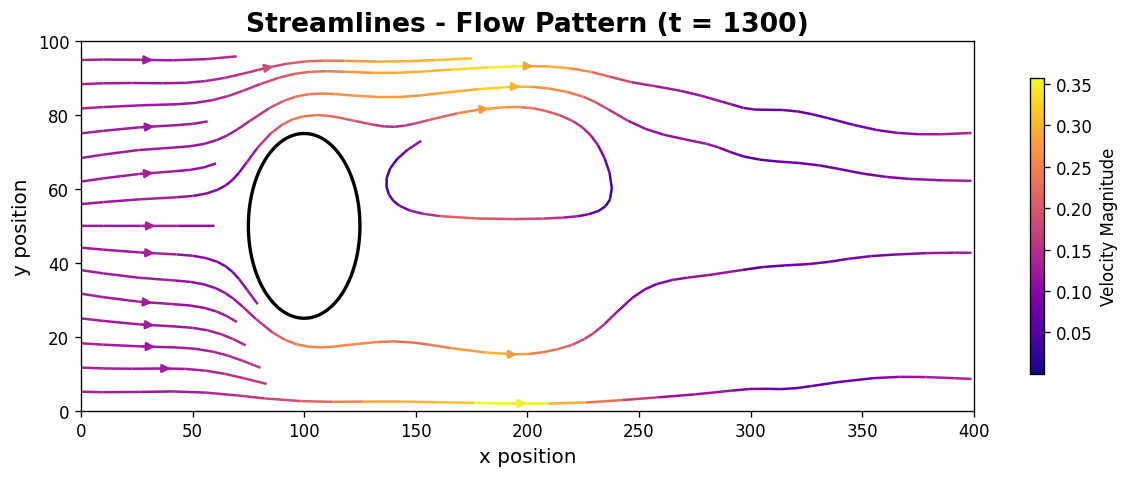 Streamlines - Flow Pattern (t = 1300)
100
80
60
40
20
0
y position
0 50 100 150 200 250 300 350 400
x position
0.35
0.30
0.25
0.20
0.15
0.10
0.05
Velocity Magnitude